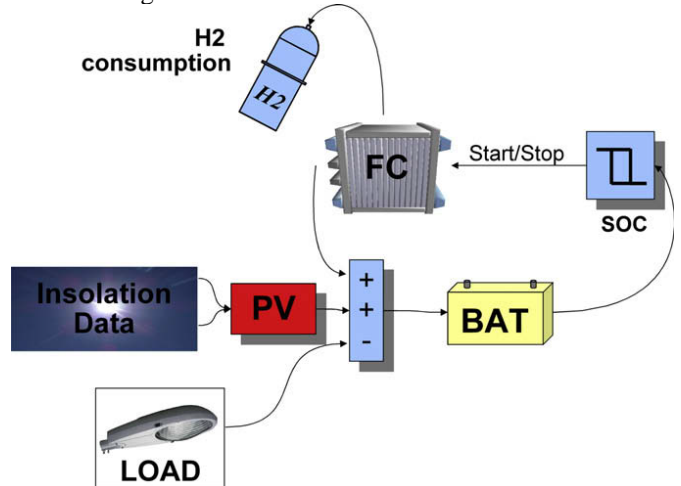 H2
consumption
H2
FC
Start/Stop
SOC
+
+
-
Insolation
Data
PV
BAT
LOAD